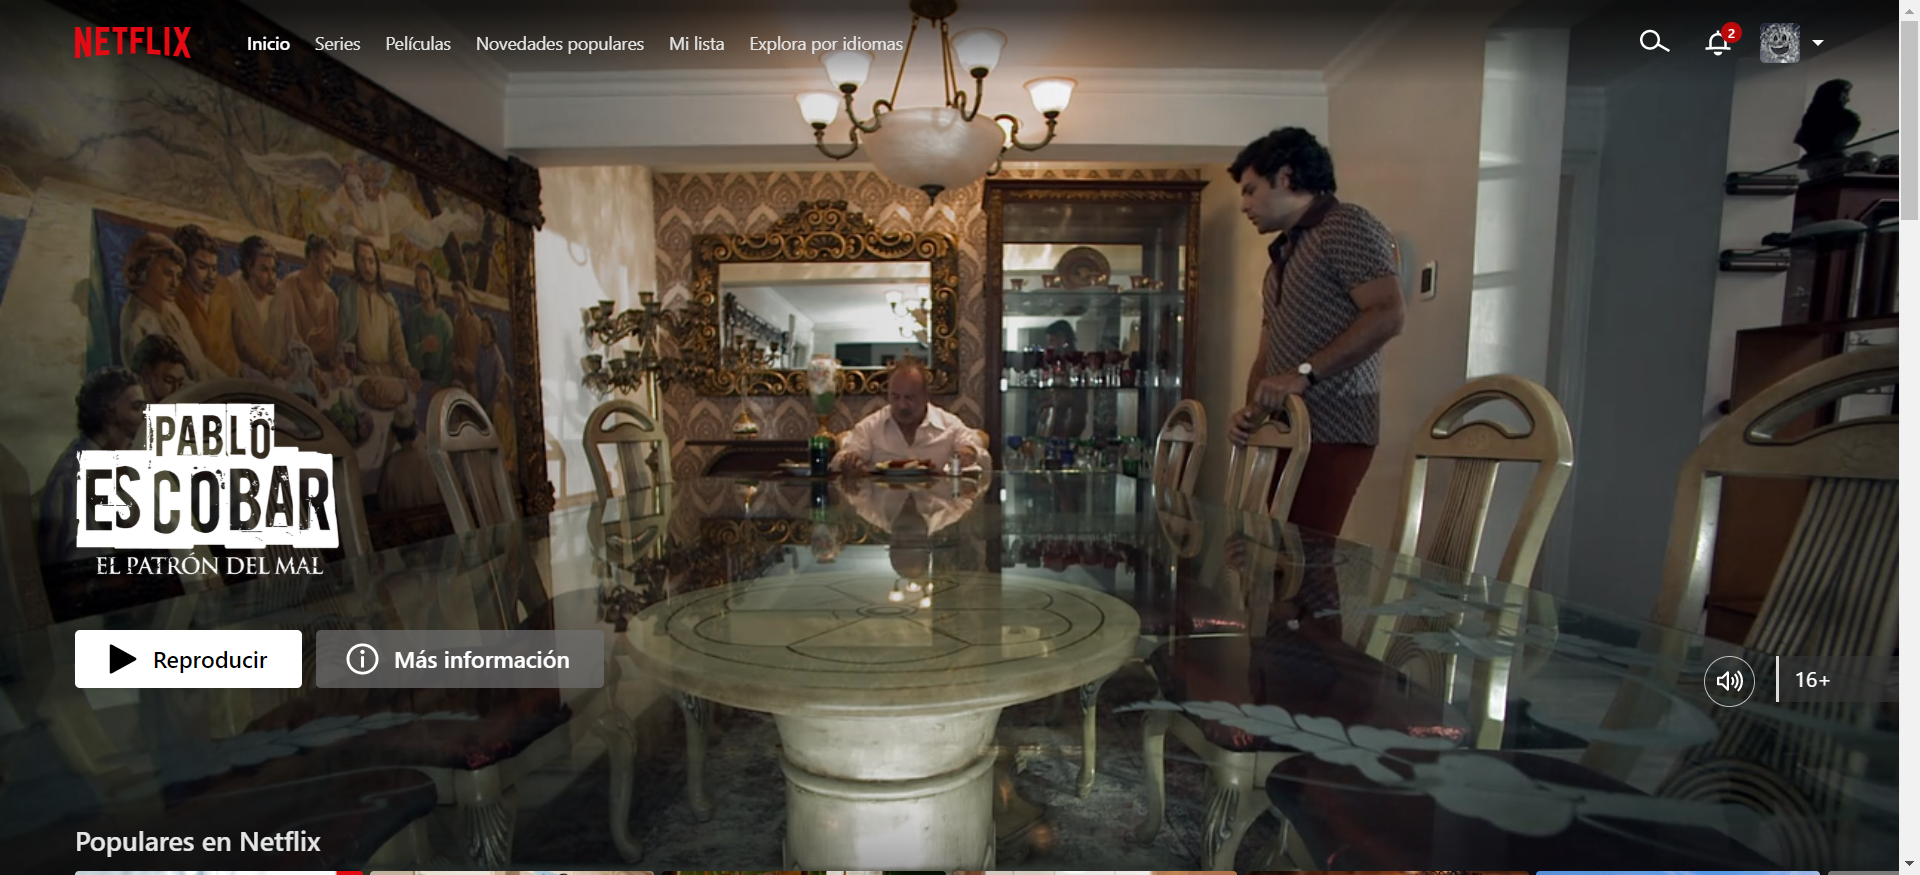 NETFLIX
Inicio
Series
Películas
Novedades populares
Mi lista
Explora por idiomas
2
PABLO
ESCOBAR
EL PATRÓN DEL MAL
Reproducir
Más información
16+
Populares en Netflix